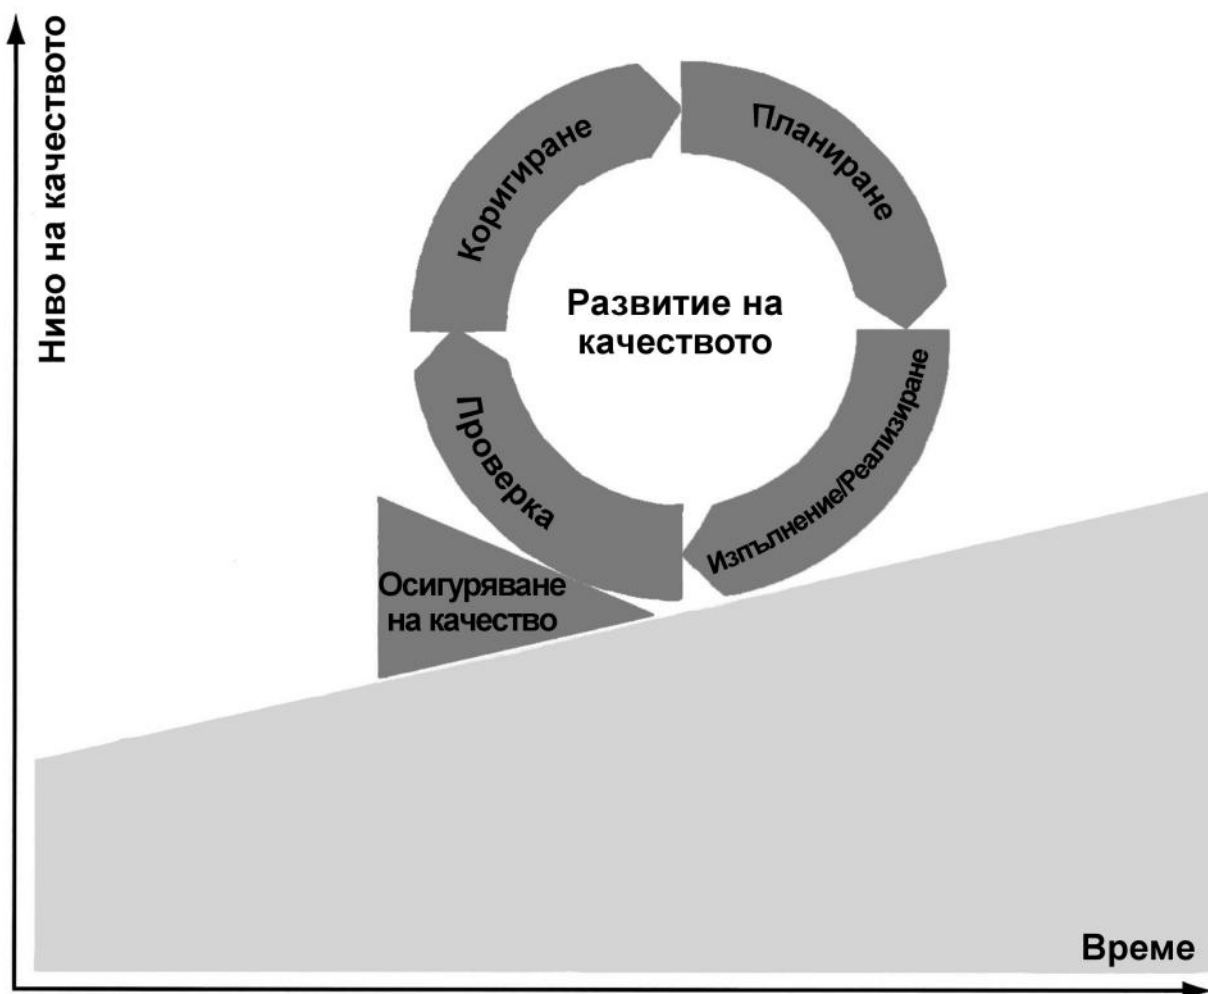 Ниво на качеството
Коригиране
Планиране
Развитие на
качеството
Проверка
Изпълнение/Реализиране
Осигуряване
на качество
Време